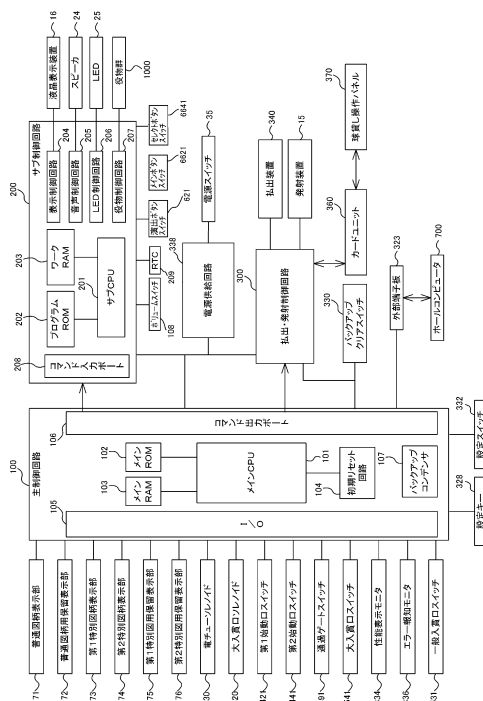 71
普通図柄表示部
72
普通図柄用保留表示部
73
第1特別図柄表示部
74
第2特別図柄表示部
75
第1特別図用保留表示部
76
第2特別図用保留表示部
30
電チューソレノイド
20
大入賞口ソレノイド
421
第1始動口スイッチ
441
第2始動口スイッチ
491
通過ゲートスイッチ
541
大入賞口スイッチ
334
性能表示モニタ
336
エラー報知モニタ
531
一般入賞口スイッチ
100
主制御回路
105
I/O
103
メイン
RAM
102
メイン
ROM
101
メインCPU
104
初期リセット
回路
107
バックアップ
コンデンサ
106
コマンド出力ポート
328
設定キー
332
設定スイッチ
200
サブ制御回路
208
コマンド入力ポート
202
プログラム
ROM
203
ワーク
RAM
201
サブCPU
204
表示制御回路
205
音声制御回路
206
LED制御回路
207
役物制御回路
16
液晶表示装置
24
スピーカ
25
LED
1000
役物群
108
ボリュームスイッチ
209
RTC
621
演出ボタン
スイッチ
6621
メインボタン
スイッチ
6641
セレクトボタン
スイッチ
338
電源供給回路
35
電源スイッチ
300
払出・発射制御回路
340
払出装置
15
発射装置
330
バックアップ
クリアスイッチ
360
カードユニット
370
球貸し操作パネル
323
外部端子板
700
ホールコンピュータ